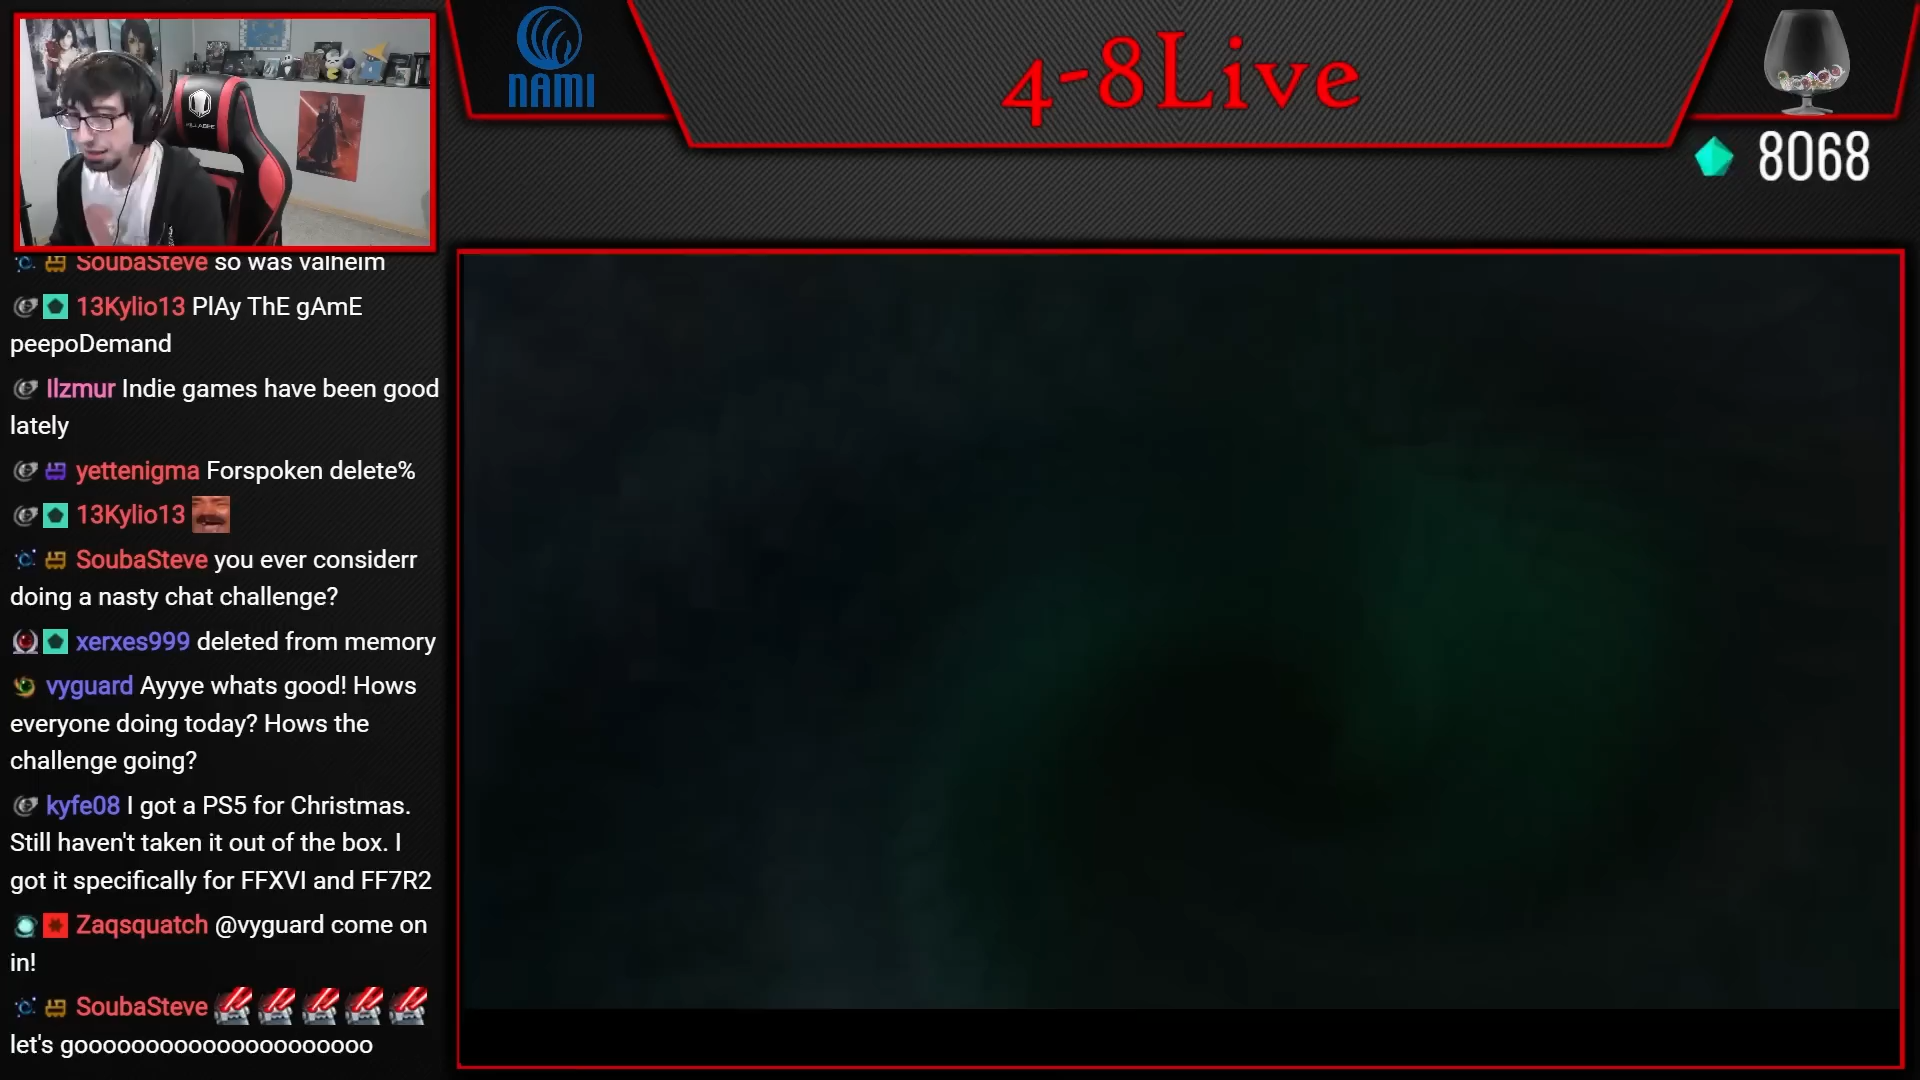 NAMI
4-8Live
8068
SoubaSteve so was valheim
13Kylio13 PlAy ThE gAmE
peepoDemand
Ilzmur Indie games have been good
lately
yettenigma Forspoken delete%
13Kylio13
SoubaSteve you ever considerr
doing a nasty chat challenge?
xerxes999 deleted from memory
vyguard Ayyye whats good! Hows
everyone doing today? Hows the
challenge going?
kyfe08 I got a PS5 for Christmas.
Still haven't taken it out of the box. I
got it specifically for FFXVI and FF7R2
Zaqsquatch @vyguard come on
in!
SoubaSteve
let's gooooooooooooooooooooo